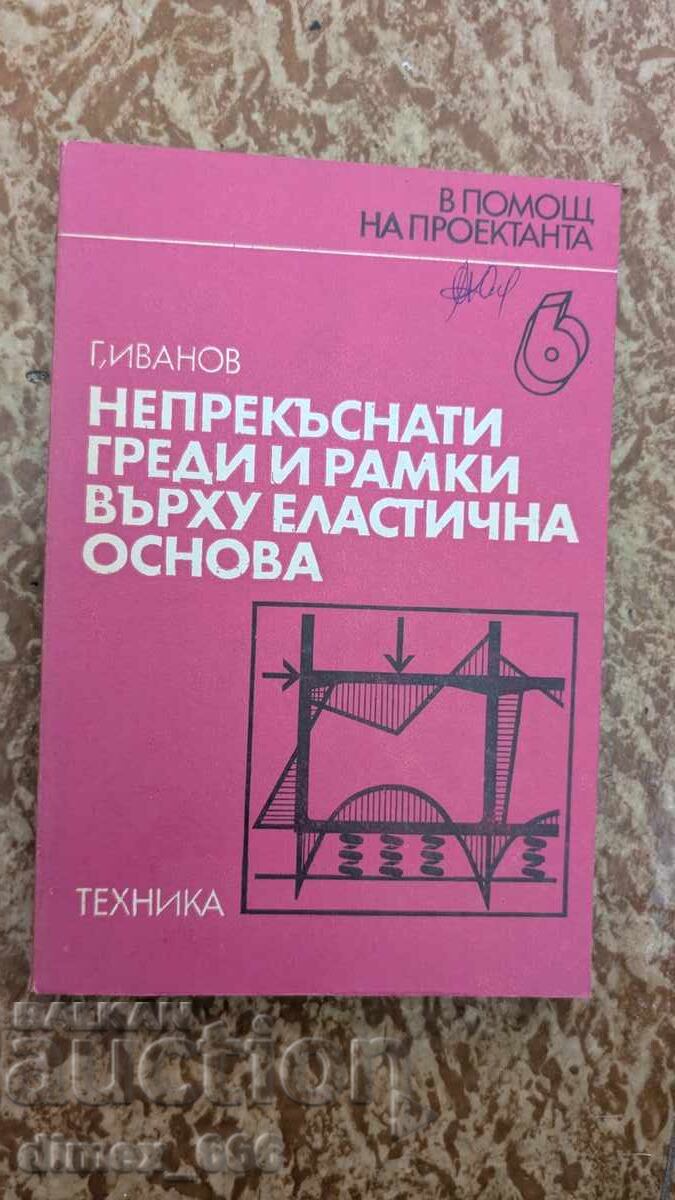 В ПОМОЩ
НА ПРОЕКТАНТА
6
Г. ИВАНОВ
НЕПРЕКЪСНАТИ
ГРЕДИ И РАМКИ
ВЪРХУ ЕЛАСТИЧНА
ОСНОВА
ТЕХНИКА
BALKAN
auction
dimex_666